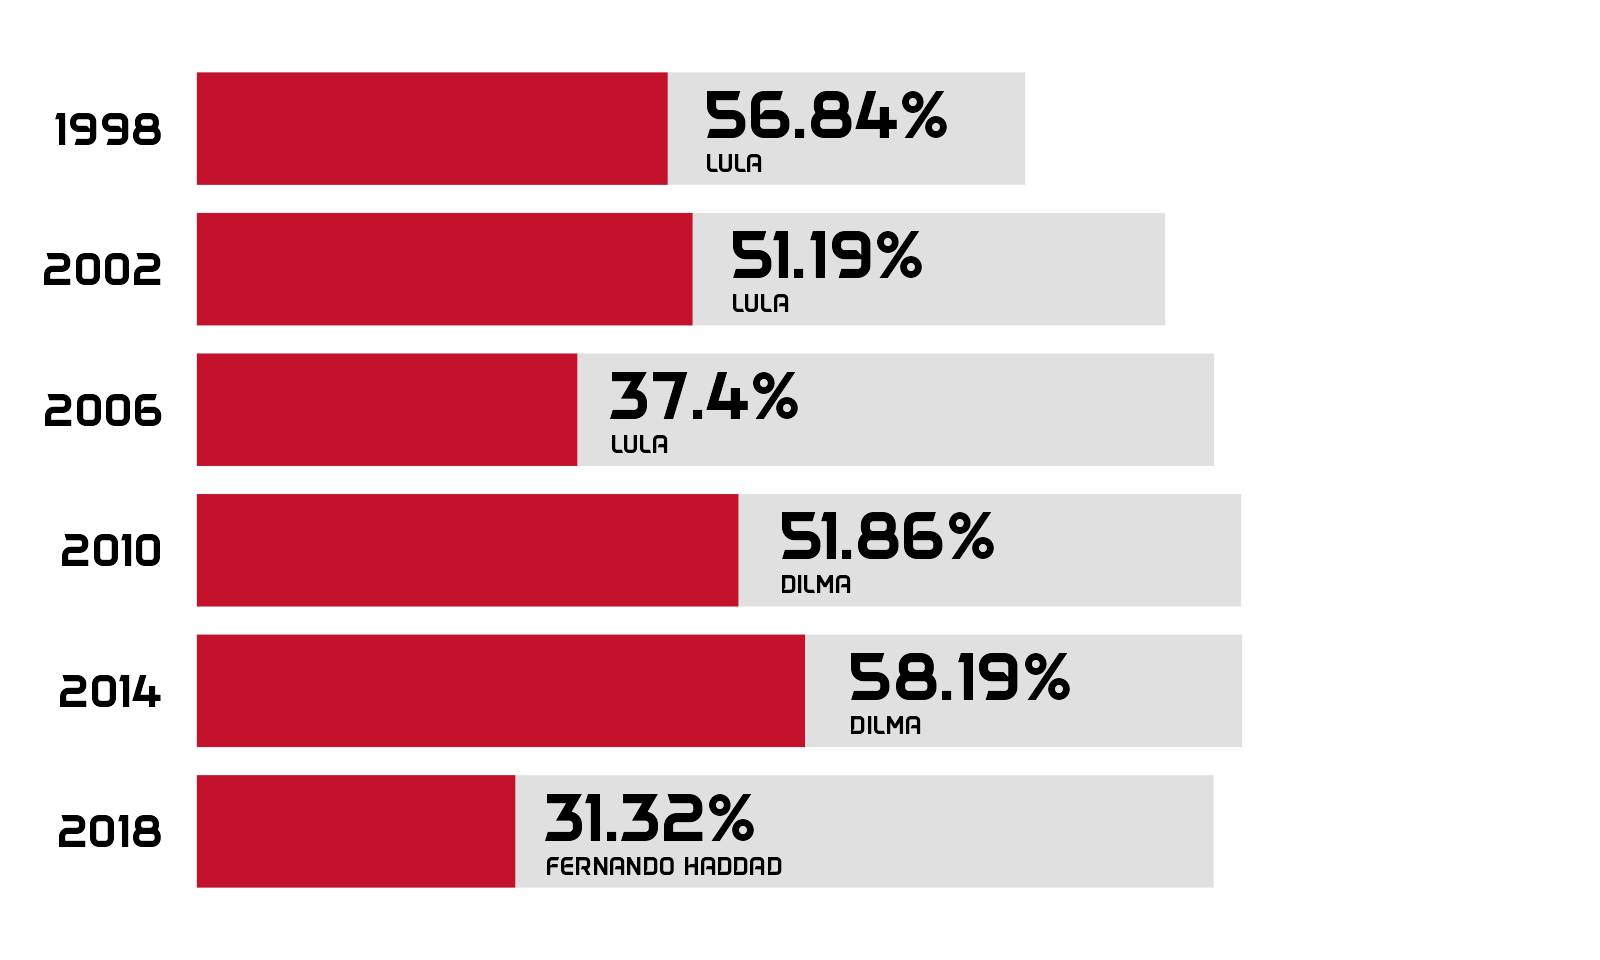 1998
56.84%
LULA
2002
51.19%
LULA
2006
37.4%
LULA
2010
51.86%
DILMA
2014
58.19%
DILMA
2018
31.32%
FERNANDO HADDAD